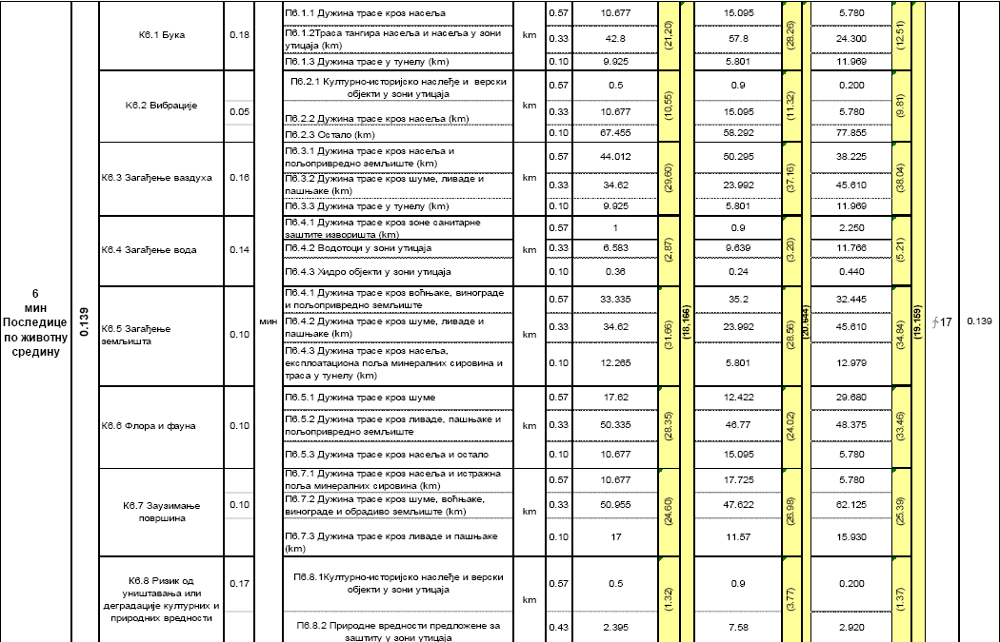 6
мин
Последице
по животну
средину
0.139
мин
К6.1 Бука 0.18
П6.1.1 Дужина трасе кроз насеља 0.57 10.677 15.095 5.780
П6.1.2Траса тангира насеља и насеља у зони
утицаја (km) km 0.33 42.8 57.8 24.300
П6.1.3 Дужина трасе у тунелу (km) 0.10 9.925 5.801 11.969
(21.20) (28.26) (12.51)
К6.2 Вибрације 0.05
П6.2.1 Културно-историјско наслеђе и верски
објекти у зони утицаја km 0.57 0.5 0.9 0.200
П6.2.2 Дужина трасе кроз насеља (km) 0.33 10.677 15.095 5.780
П6.2.3 Остало (km) 0.10 67.455 58.292 77.855
(10,55) (11.32) (9.81)
К6.3 Загађење ваздуха 0.16
П6.3.1 Дужина трасе кроз насеља и
пољопривредно земљиште (km) km 0.57 44.012 50.295 38.225
П6.3.2 Дужина трасе кроз шуме, ливаде и
пашњаке (km) 0.33 34.62 23.992 45.610
П6.3.3 Дужина трасе у тунелу (km) 0.10 9.925 5.801 11.969
(29,60) (37.16) (38.04)
К6.4 Загађење вода 0.14
П6.4.1 Дужина трасе кроз зоне санитарне
заштите изворишта (km) km 0.57 1 0.9 2.250
П6.4.2 Водотоци у зони утицаја 0.33 6.583 9.639 11.766
П6.4.3 Хидро објекти у зони утицаја 0.10 0.36 0.24 0.440
(2,87) (3.20) (5.21)
К6.5 Загађење
земљишта 0.10
П6.4.1 Дужина трасе кроз воћњаке, винограде
и пољопривредно земљиште km 0.57 33.335 35.2 32.445
П6.4.2 Дужина трасе кроз шуме, ливаде и
пашњаке (km) 0.33 34.62 23.992 45.610
П6.4.3 Дужина трасе кроз насеља,
експлоатациона поља минералних сировина и
траса у тунелу (km) 0.10 12.265 5.801 12.979
(31.66) (28.56) (34.84)
(18,166) (20,644) (19,159) ∮17 0.139
К6.6 Флора и фауна 0.10
П6.5.1 Дужина трасе кроз шуме 0.57 17.62 12.422 29.680
П6.5.2 Дужина трасе кроз ливаде, пашњаке и
пољопривредно земљиште km 0.33 50.335 46.77 48.375
П6.5.3 Дужина трасе кроз насеља и остало 0.10 10.677 15.095 5.780
(28.35) (24.02) (33.46)
К6.7 Заузимање
површина 0.10
П6.7.1 Дужина трасе кроз насеља и истражна
поља минералних сировина (km) km 0.57 10.677 17.725 5.780
П6.7.2 Дужина трасе кроз шуме, воћњаке,
винограде и обрадиво земљиште (km) 0.33 50.955 47.622 62.125
П6.7.3 Дужина трасе кроз ливаде и пашњаке
(km) 0.10 17 11.57 15.930
(24,60) (26.98) (25.39)
К6.8 Ризик од
уништавања или
деградације културних и
природних вредности 0.17
П6.8.1Културно-историјско наслеђе и верски
објекти у зони утицаја km 0.57 0.5 0.9 0.200
П6.8.2 Природне вредности предложене за
заштиту у зони утицаја 0.43 2.395 7.58 2.920
(1.32) (3.77) (1.37)